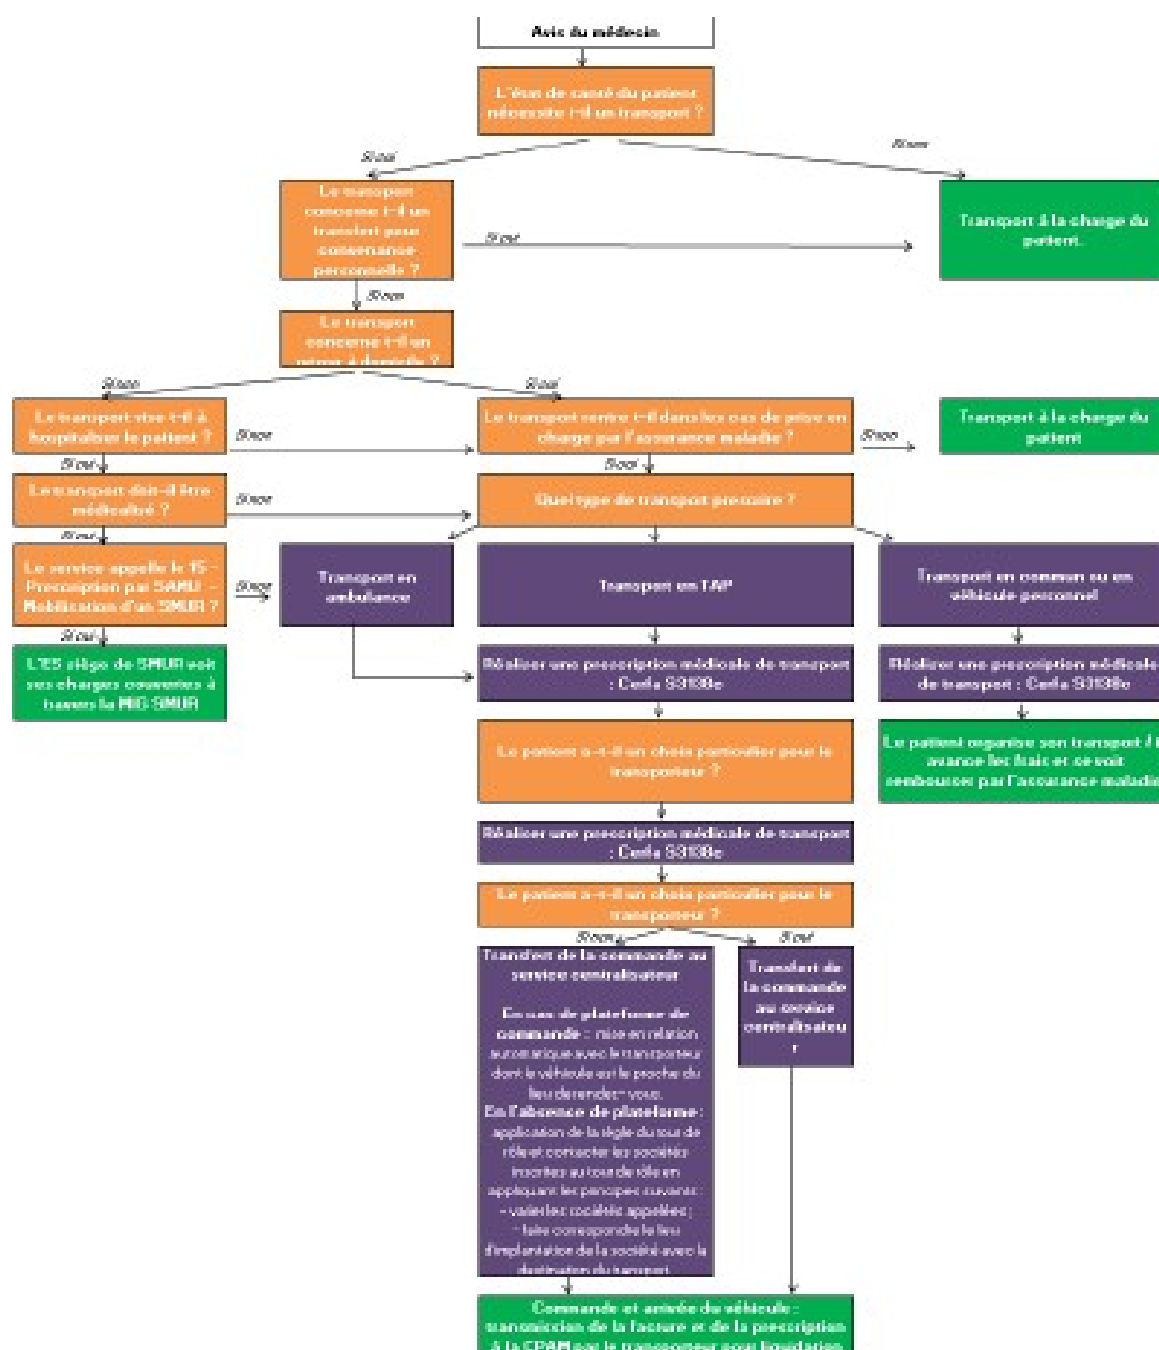 Avis du médecin
L'état de santé du patient
nécessite t-il un transport ?
Si oui
Si non
Le transport
concerne t-il un
transfert pour
convenance
personnelle ?
Transport à la charge du
patient.
Si oui
Si non
Le transport
concerne t-il un
retour à domicile ?
Si non
Si oui
Le transport vise t-il à
hospitaliser le patient ?
Si non
Le transport rentre t-il dans les cas de prise en
charge par l'assurance maladie ?
Si non
Transport à la charge du
patient
Si oui
Si oui
Le transport doit-il être
médicalisé ?
Si non
Quel type de transport prescrire ?
Si oui
Le service appelle le 15 -
Prescription par SAMU -
Mobilisation d'un SMUR ?
Si non
Transport en
ambulance
Transport en TAP
Transport en commun ou en
véhicule personnel
Si oui
L'ES siège de SMUR voit
ses charges couvertes à
travers la MIG SMUR
Réaliser une prescription médicale de transport
: Cerfa S3138e
Réaliser une prescription médicale
de transport : Cerfa S3138e
Le patient a-t-il un choix particulier pour le
transporteur ?
Le patient organise son transport /
avance les frais et se voit
rembourser par l'assurance maladie
Réaliser une prescription médicale de transport
: Cerfa S3138e
Le patient a-t-il un choix particulier pour le
transporteur ?
Si non
Si oui
Transfert de la commande au
service centralisateur
En cas de plateforme de
commande : mise en relation
automatique avec le transporteur
dont le véhicule est le proche du
lieu de rendez-vous.
En l'absence de plateforme :
application de la règle du tour de
rôle et contacter les sociétés
inscrites au tour de rôle en
appliquant les principes suivants :
- varier les sociétés appelées ;
- faire correspondre le lieu
d'implantation de la société avec la
destination du transport
Transfert de
la commande
au service
centralisateu
r
Commande et arrivée du véhicule :
transmission de la facture et de la prescription
à la CPAM par le transporteur pour liquidation